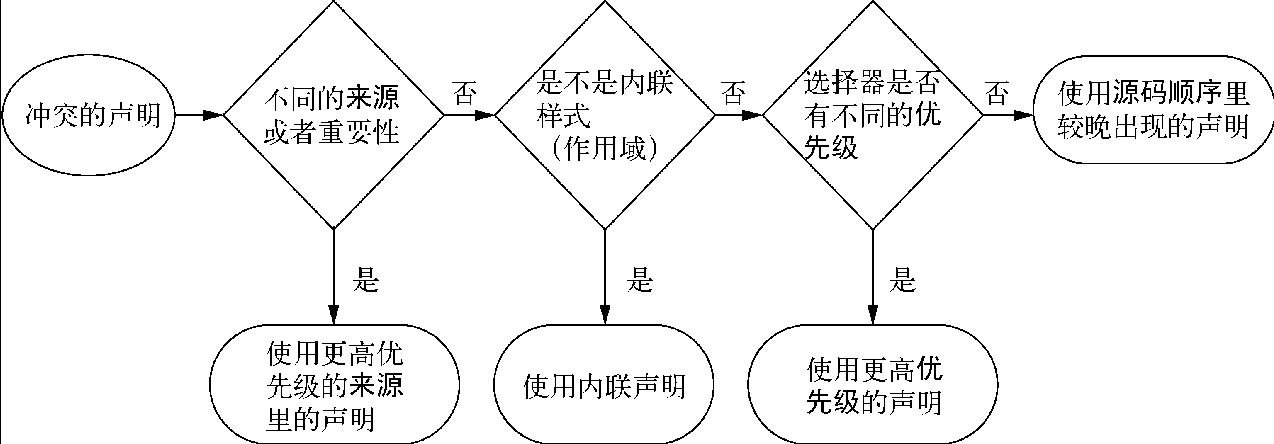 冲突的声明
不同的来源
或者重要性
否
是不是内联
样式
（作用域）
否
选择器是否
有不同的优
先级
否
使用源码顺序里
较晚出现的声明
是
是
是
使用更高优
先级的来源
里的声明
使用内联声明
使用更高优
先级的声明